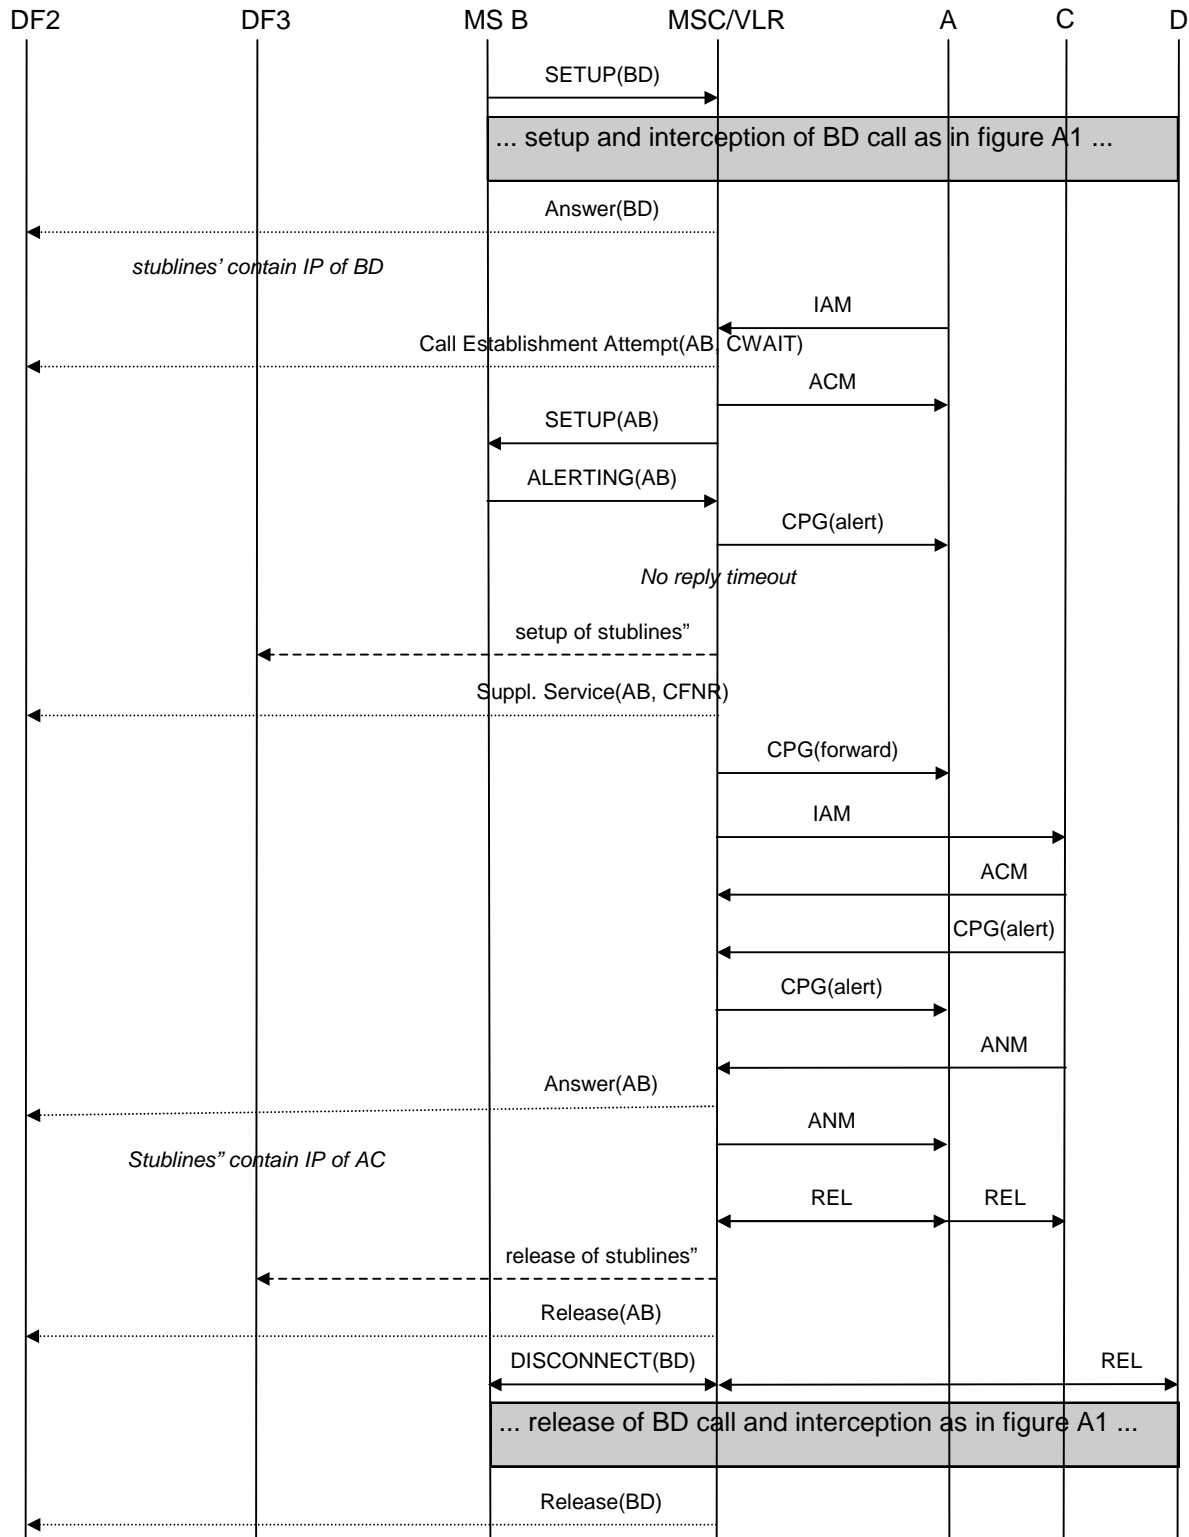 DF2 DF3 MS B MSC/VLR A C D
SETUP(BD)
... setup and interception of BD call as in figure A1 ...
Answer(BD)
stublines’ contain IP of BD
IAM
Call Establishment Attempt(AB, CWAIT)
ACM
SETUP(AB)
ALERTING(AB)
CPG(alert)
No reply timeout
setup of stublines”
Suppl. Service(AB, CFNR)
CPG(forward)
IAM
ACM
CPG(alert)
CPG(alert)
ANM
Answer(AB)
ANM
Stublines” contain IP of AC
REL REL
release of stublines”
Release(AB)
DISCONNECT(BD) REL
... release of BD call and interception as in figure A1 ...
Release(BD)